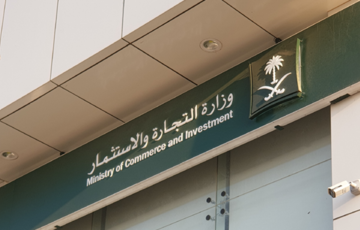 وزارة التجارة والاستثمار
Ministry of Commerce and Investment